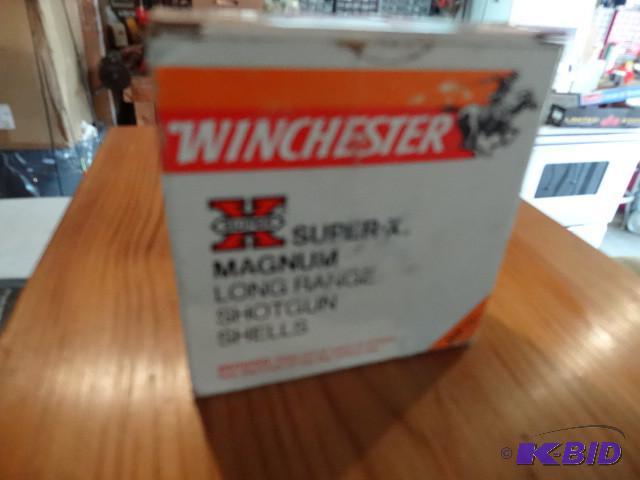 WINCHESTER
X
SUPER-X
MAGNUM
LONG RANGE
SHOTGUN
SHELLS
© K-BID